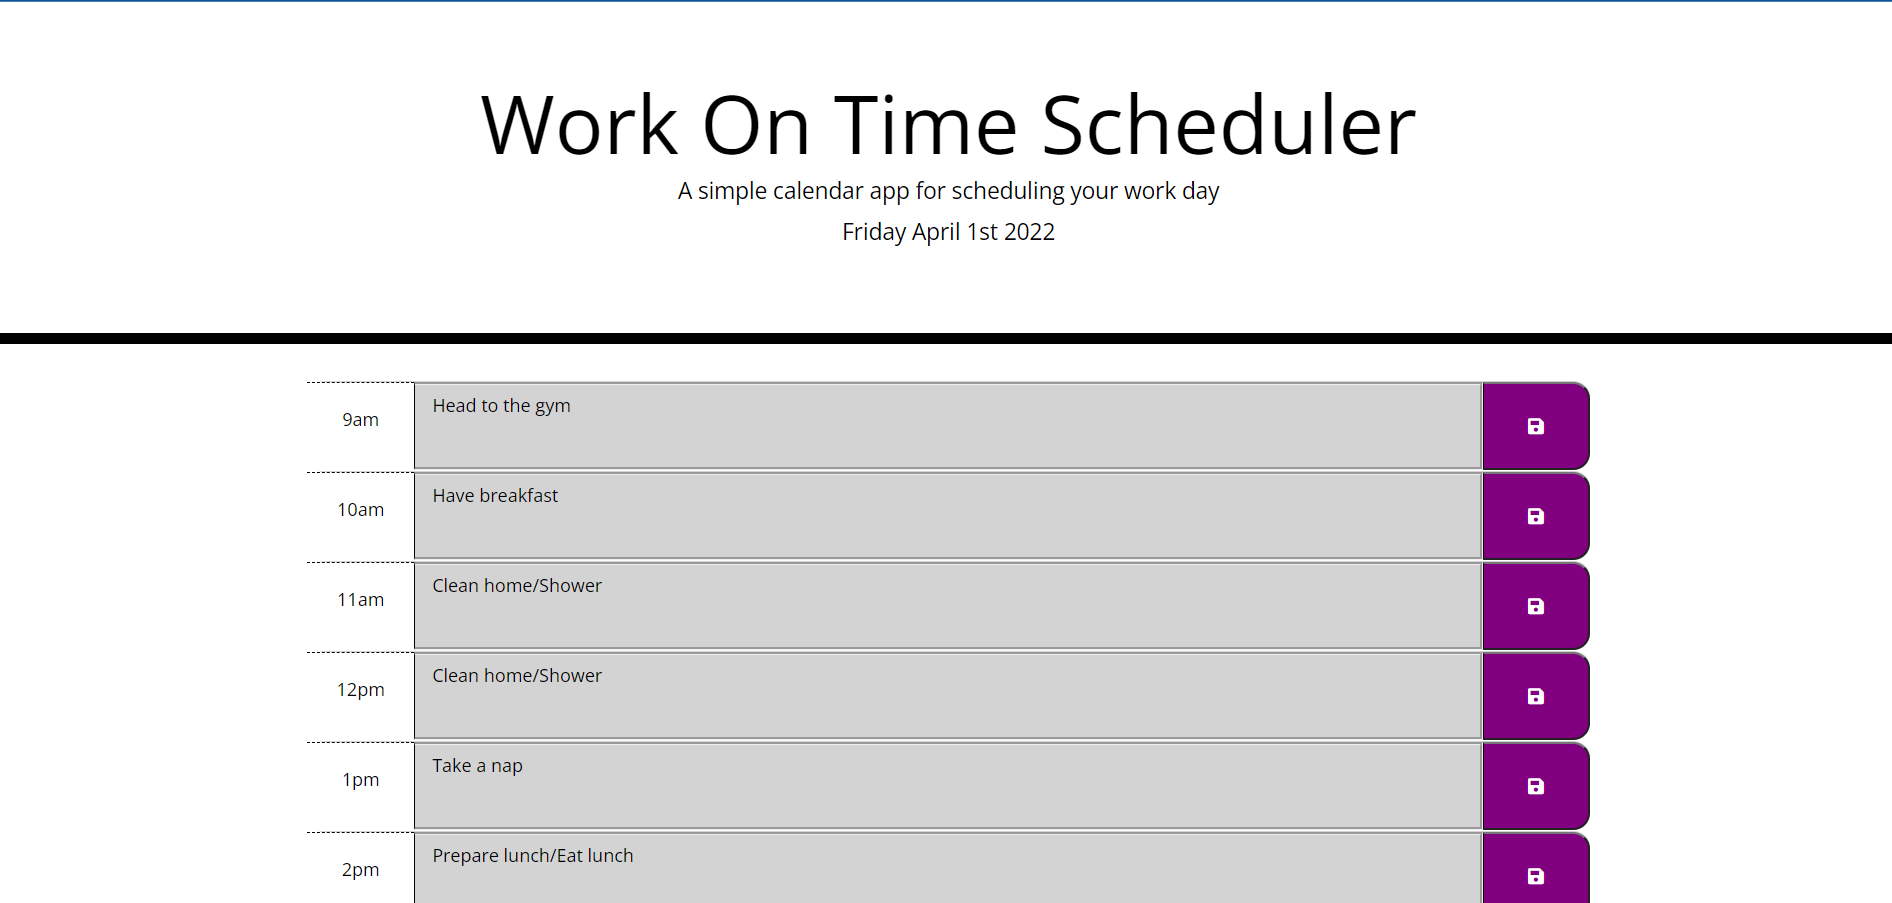 Work On Time Scheduler
A simple calendar app for scheduling your work day
Friday April 1st 2022
9am
Head to the gym
10am
Have breakfast
11am
Clean home/Shower
12pm
Clean home/Shower
1pm
Take a nap
2pm
Prepare lunch/Eat lunch